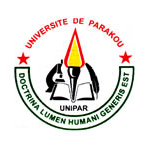 UNIVERSITE DE PARAKOU
UNIPAR
DOCTRINA LUMEN HUMANI GENERIS EST